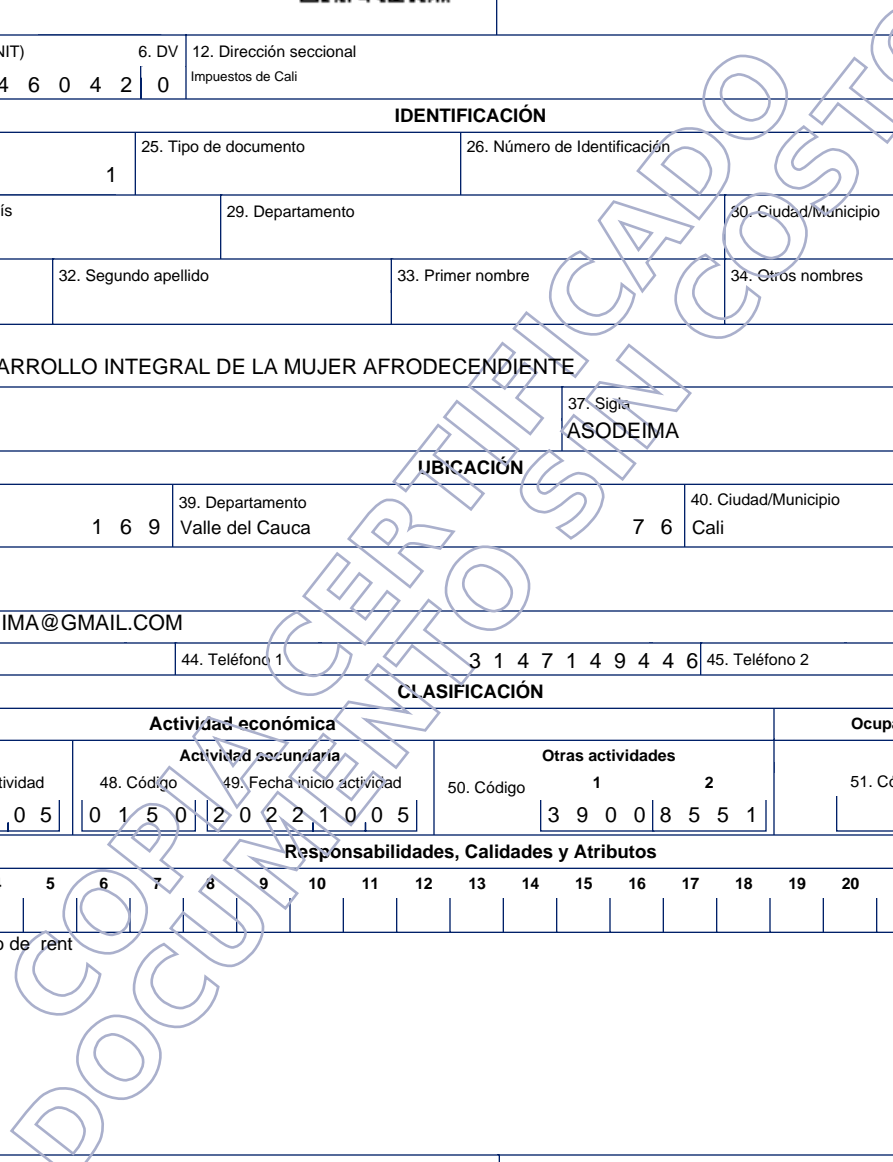 NIT)
6. DV
12. Dirección seccional
4 6 0 4 2 0
Impuestos de Cali
IDENTIFICACIÓN
25. Tipo de documento
26. Número de Identificación
1
ís
29. Departamento
30. Ciudad/Municipio
32. Segundo apellido
33. Primer nombre
34. Otros nombres
ARROLLO INTEGRAL DE LA MUJER AFRODECENDIENTE
37. Sigla
ASODEIMA
UBICACIÓN
39. Departamento
40. Ciudad/Municipio
1 6 9
Valle del Cauca
7 6
Cali
IMA@GMAIL.COM
44. Teléfono 1
3 1 4 7 1 4 9 4 4 6
45. Teléfono 2
CLASIFICACIÓN
Actividad económica
Ocupa
Actividad secundaria
Otras actividades
tividad
48. Código
49. Fecha inicio actividad
50. Código
1
2
51. Có
0 5
0 1 5 0
2 0 2 2 1 0 0 5
3 9 0 0
8 5 5 1
Responsabilidades, Calidades y Atributos
5 6 7 8 9 10 11 12 13 14 15 16 17 18 19 20
o de rent
COPIA CERTIFICADO
DOCUMENTO SIN COSTO